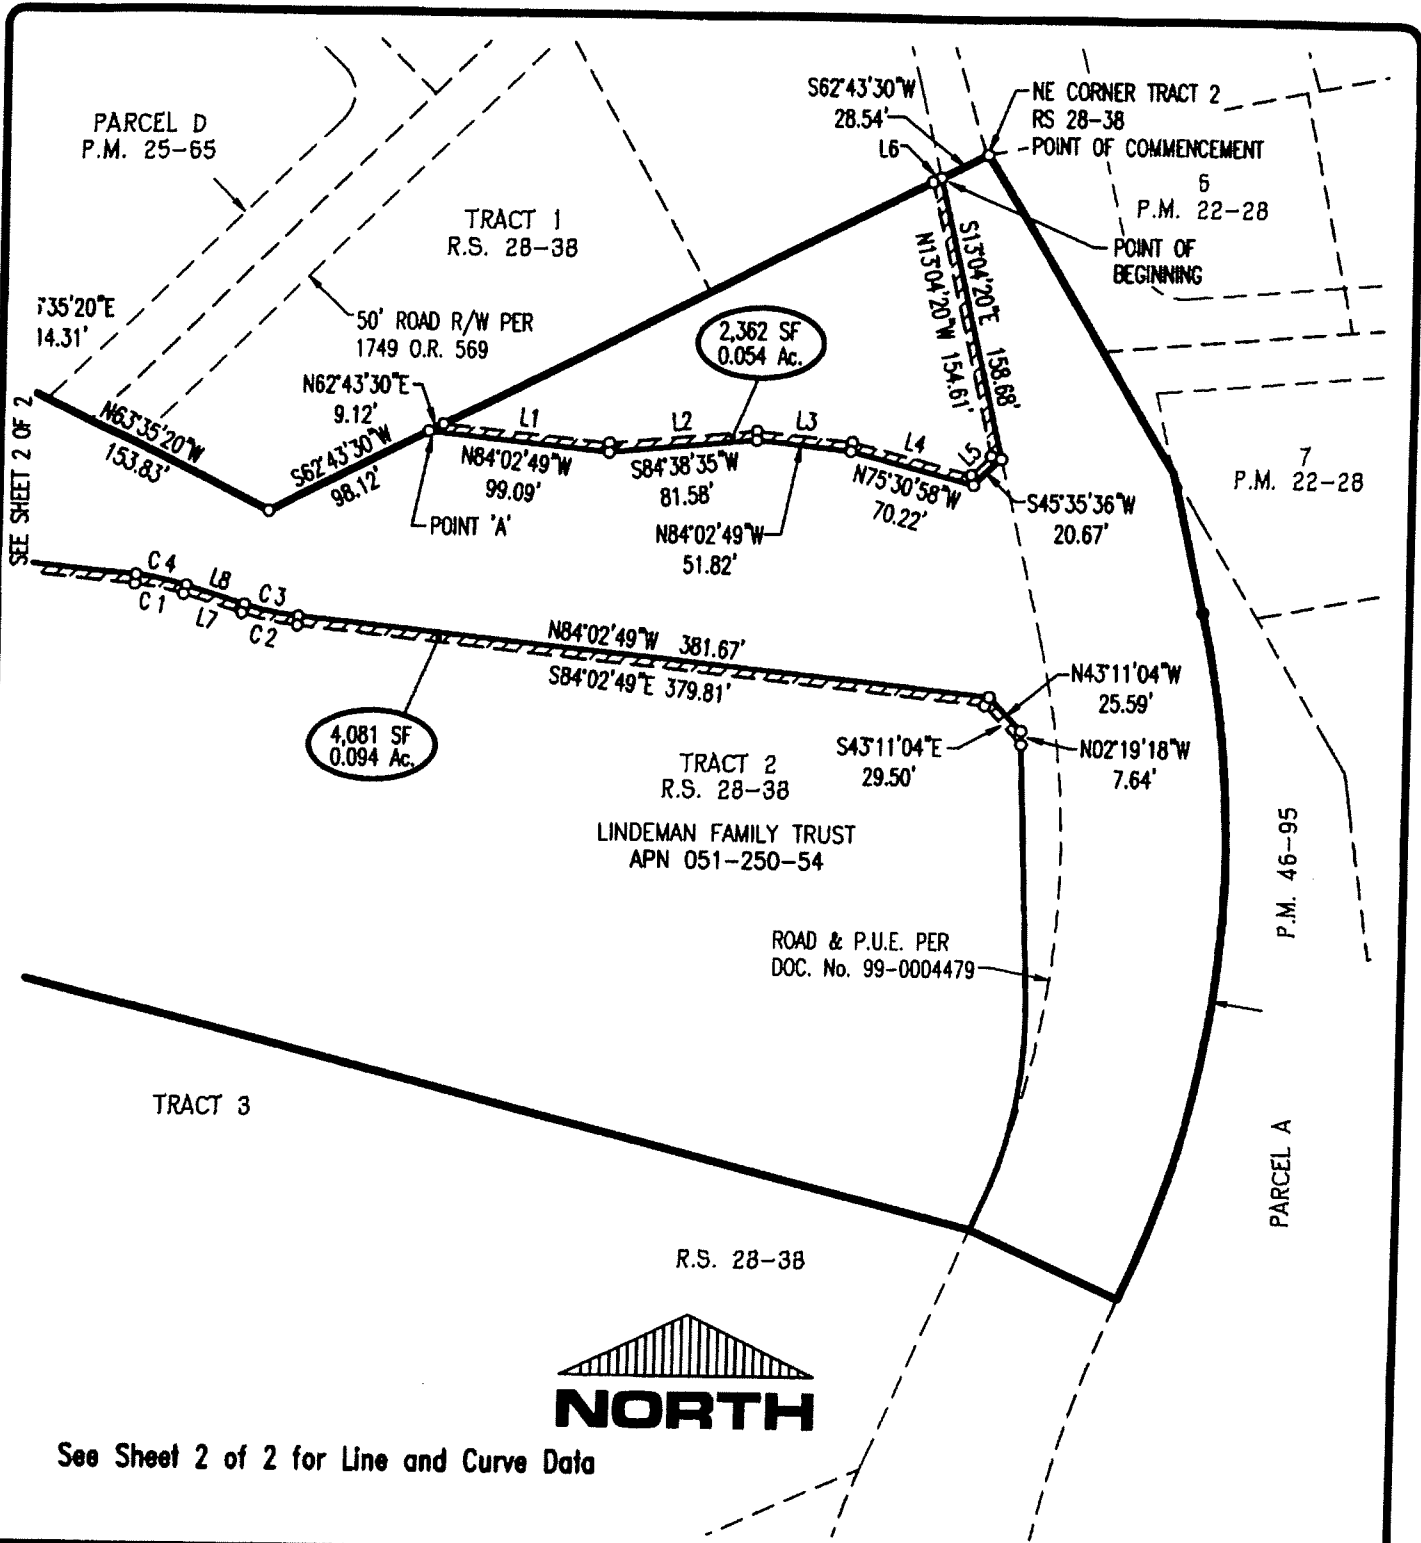 PARCEL D
P.M. 25-65
TRACT 1
R.S. 28-38
S62°43'30"W
28.54'
L6
NE CORNER TRACT 2
RS 28-38
POINT OF COMMENCEMENT
6
P.M. 22-28
POINT OF
BEGINNING
S13°04'20"E 158.68'
N13°04'20"W 154.61'
35'20"E
14.31'
50' ROAD R/W PER
1749 O.R. 569
2,362 SF
0.054 Ac.
N62°43'30"E
9.12'
N63°35'20"W
153.83'
S62°43'30"W
98.12'
POINT 'A'
L1
N84°02'49"W
99.09'
L2
S84°38'35"W
81.58'
L3
N84°02'49"W
51.82'
L4
N75°30'58"W
70.22'
L5
S45°35'36"W
20.67'
7
P.M. 22-28
SEE SHEET 2 OF 2
C4
C1
L8
L7
C3
C2
N84°02'49"W 381.67'
S84°02'49"E 379.81'
4,081 SF
0.094 Ac.
N43°11'04"W
25.59'
S43°11'04"E
29.50'
N02°19'18"W
7.64'
TRACT 2
R.S. 28-38
LINDEMAN FAMILY TRUST
APN 051-250-54
ROAD & P.U.E. PER
DOC. No. 99-0004479
P.M. 46-95
PARCEL A
TRACT 3
R.S. 28-38
NORTH
See Sheet 2 of 2 for Line and Curve Data